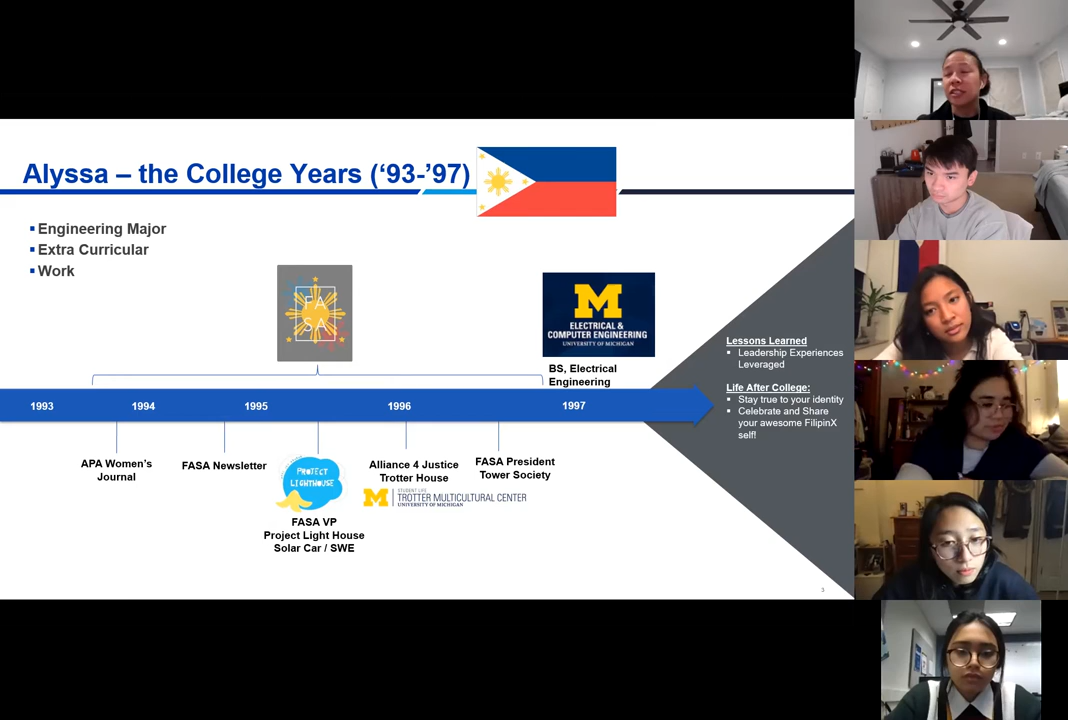 Alyssa – the College Years (‘93-’97)
Engineering Major
Extra Curricular
Work
FA
SA
M
ELECTRICAL &
COMPUTER ENGINEERING
UNIVERSITY OF MICHIGAN
BS, Electrical
Engineering
1993
1994
1995
1996
1997
APA Women’s
Journal
FASA Newsletter
PROJECT
LIGHTHOUSE
FASA VP
Project Light House
Solar Car / SWE
Alliance 4 Justice
Trotter House
M
STUDENT LIFE
TROTTER MULTICULTURAL CENTER
UNIVERSITY OF MICHIGAN
FASA President
Tower Society
Lessons Learned
Leadership Experiences
Leveraged
Life After College:
Stay true to your identity
Celebrate and Share
your awesome FilipinX
self!
3